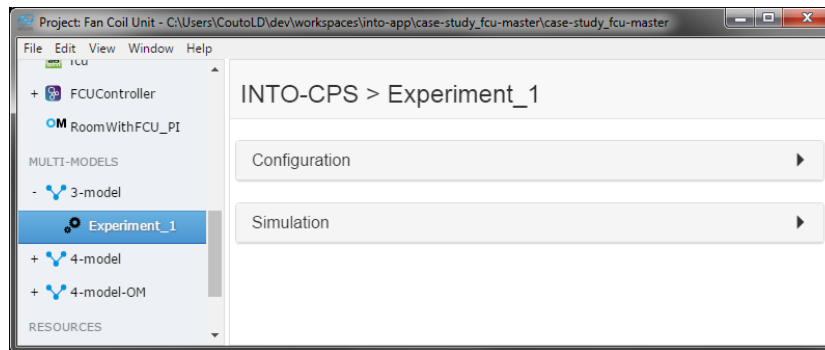 Project: Fan Coil Unit - C:\Users\CoutoLD\dev\workspaces\into-app\case-study_fcu-master\case-study_fcu-master
File Edit View Window Help
fcu
+ FCUController
OM RoomWithFCU_PI
MULTI-MODELS
- 3-model
Experiment_1
+ 4-model
+ 4-model-OM
RESOURCES
INTO-CPS > Experiment_1
Configuration
Simulation